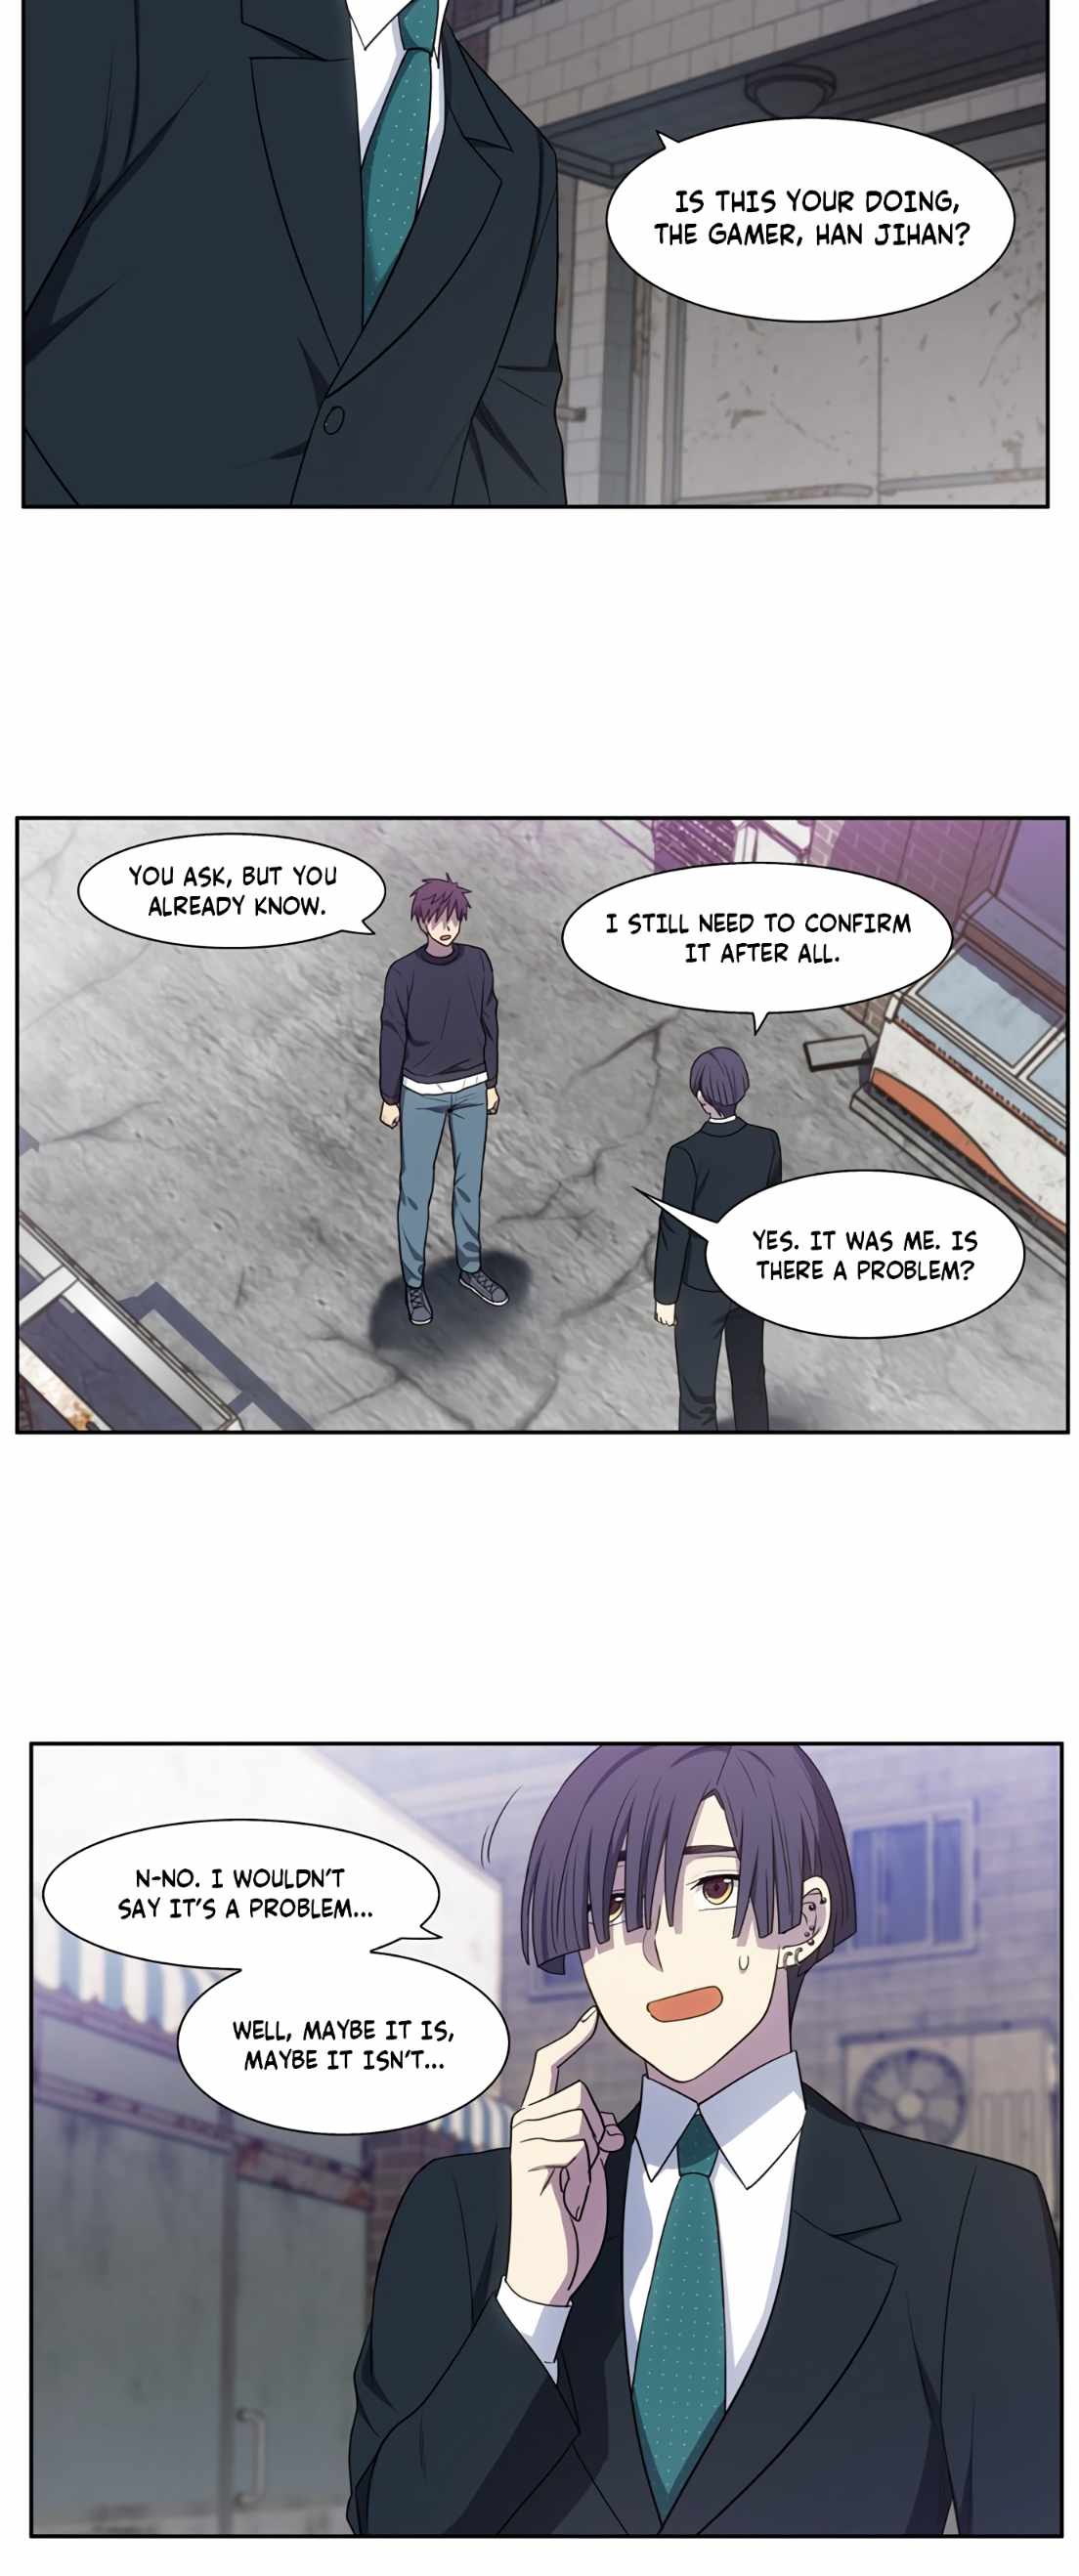 IS THIS YOUR DOING,
THE GAMER, HAN JIHAN?
YOU ASK, BUT YOU
ALREADY KNOW.
I STILL NEED TO CONFIRM
IT AFTER ALL.
YES. IT WAS ME. IS
THERE A PROBLEM?
N-NO. I WOULDN'T
SAY IT'S A PROBLEM...
WELL, MAYBE IT IS,
MAYBE IT ISN'T...